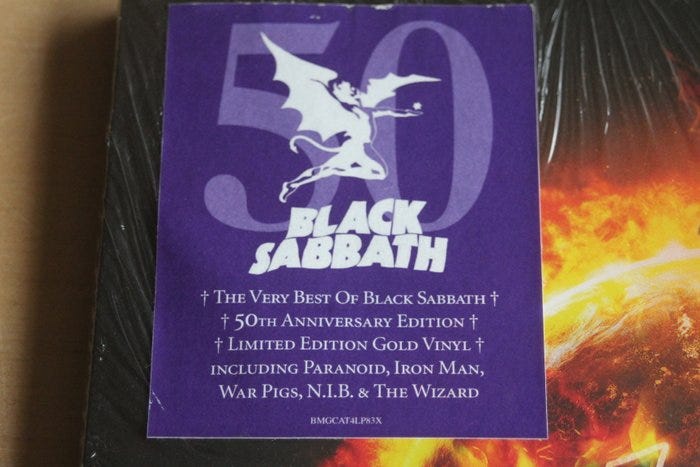 50
BLACK
SABBATH
† THE VERY BEST OF BLACK SABBATH †
† 50TH ANNIVERSARY EDITION †
† LIMITED EDITION GOLD VINYL †
INCLUDING PARANOID, IRON MAN,
WAR PIGS, N.I.B. & THE WIZARD
BMGCAT4LP83X